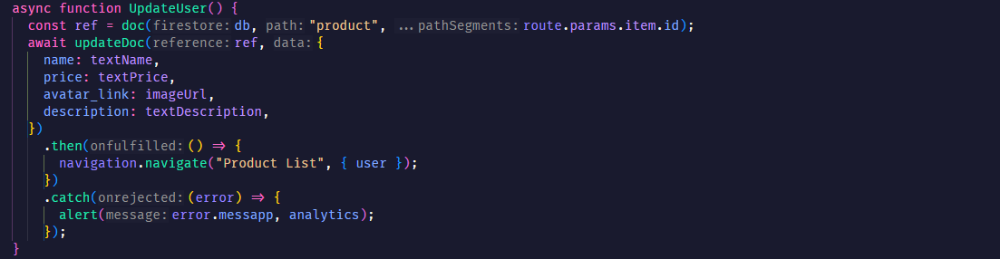 async function UpdateUser() {
const ref = doc(firestore: db, path: "product", ...pathSegments: route.params.item.id);
await updateDoc(reference: ref, data: {
name: textName,
price: textPrice,
avatar_link: imageUrl,
description: textDescription,
})
.then(onfulfilled: () => {
navigation.navigate("Product List", { user });
})
.catch(onrejected: (error) => {
alert(message: error.messapp, analytics);
});
}